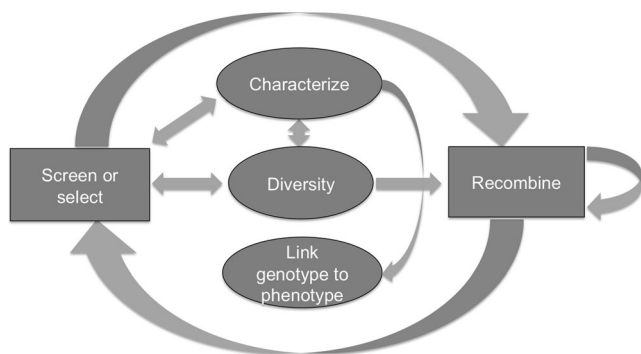 Characterize
Screen or
select
Diversity
Recombine
Link
genotype to
phenotype